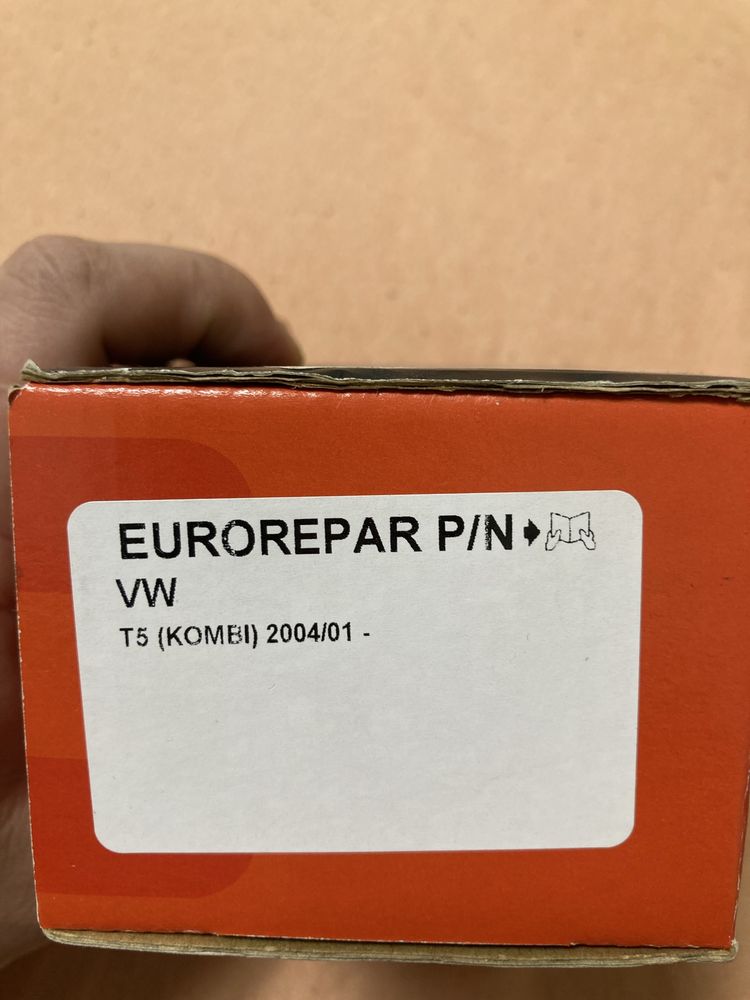 EUROREPAR P/N
VW
T5 (KOMBI) 2004/01 -